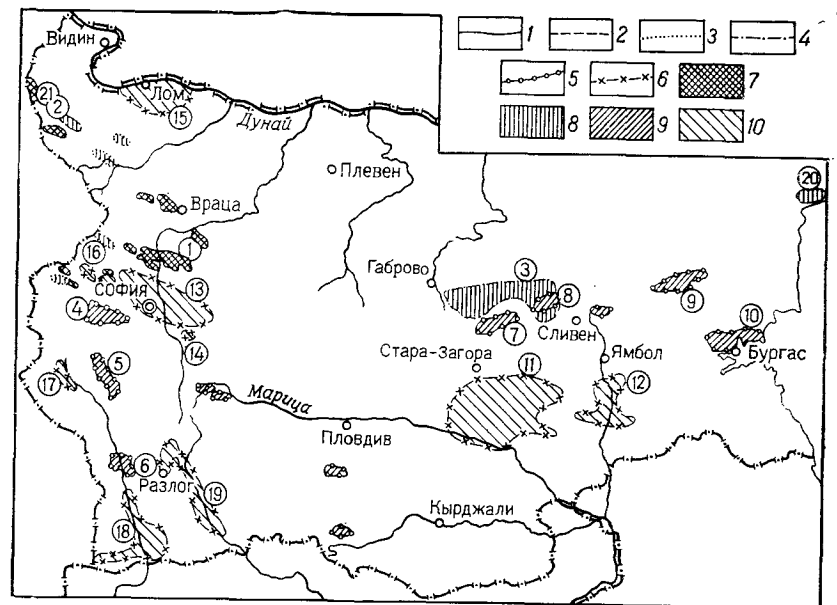 1 2 3 4
5 6 7
8 9 10
Видин
Лом
21 2
15
Дунай
Плевен
Враца
20
1
16
Габрово
3
София
13
8
9
4
7
Сливен
10
14
Стара-Загора
Ямбол
Бургас
5
11
12
17
Марица
Пловдив
6
Разлог
19
Кырджали
18